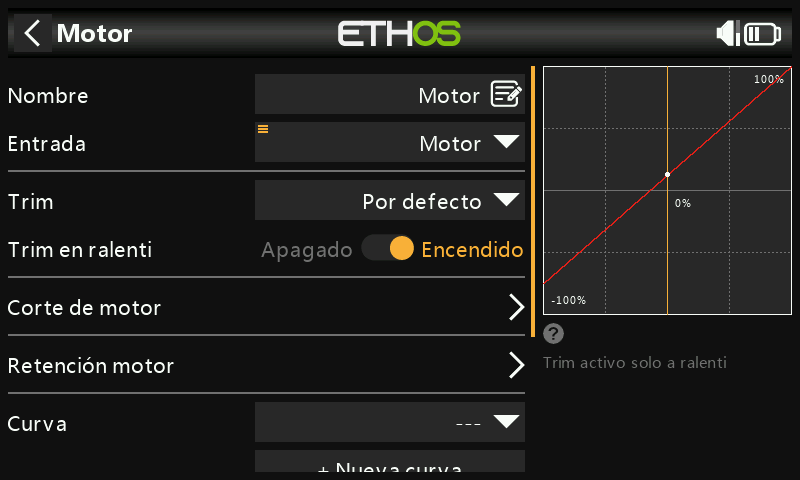 Motor
ETHOS
Nombre
Motor
Entrada
Motor
Trim
Por defecto
Trim en ralenti
Apagado
Encendido
Corte de motor
Retención motor
Curva
---
+ Nueva curva
100%
0%
-100%
?
Trim activo solo a ralenti